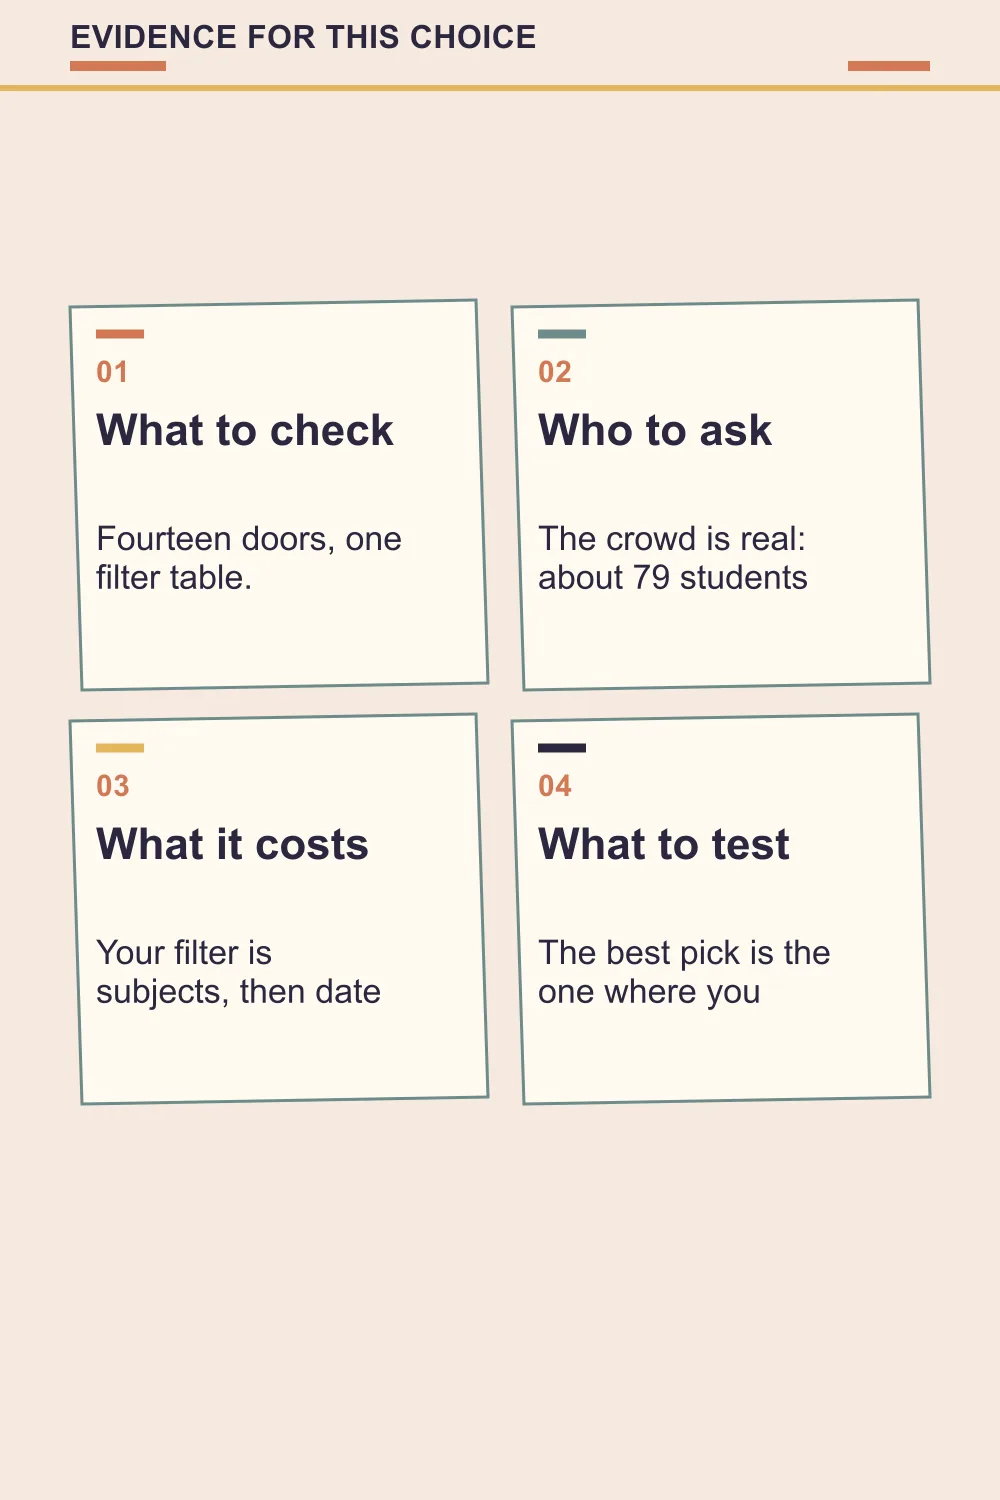 EVIDENCE FOR THIS CHOICE
01
What to check
Fourteen doors, one
filter table.
02
Who to ask
The crowd is real:
about 79 students
03
What it costs
Your filter is
subjects, then date
04
What to test
The best pick is the
one where you